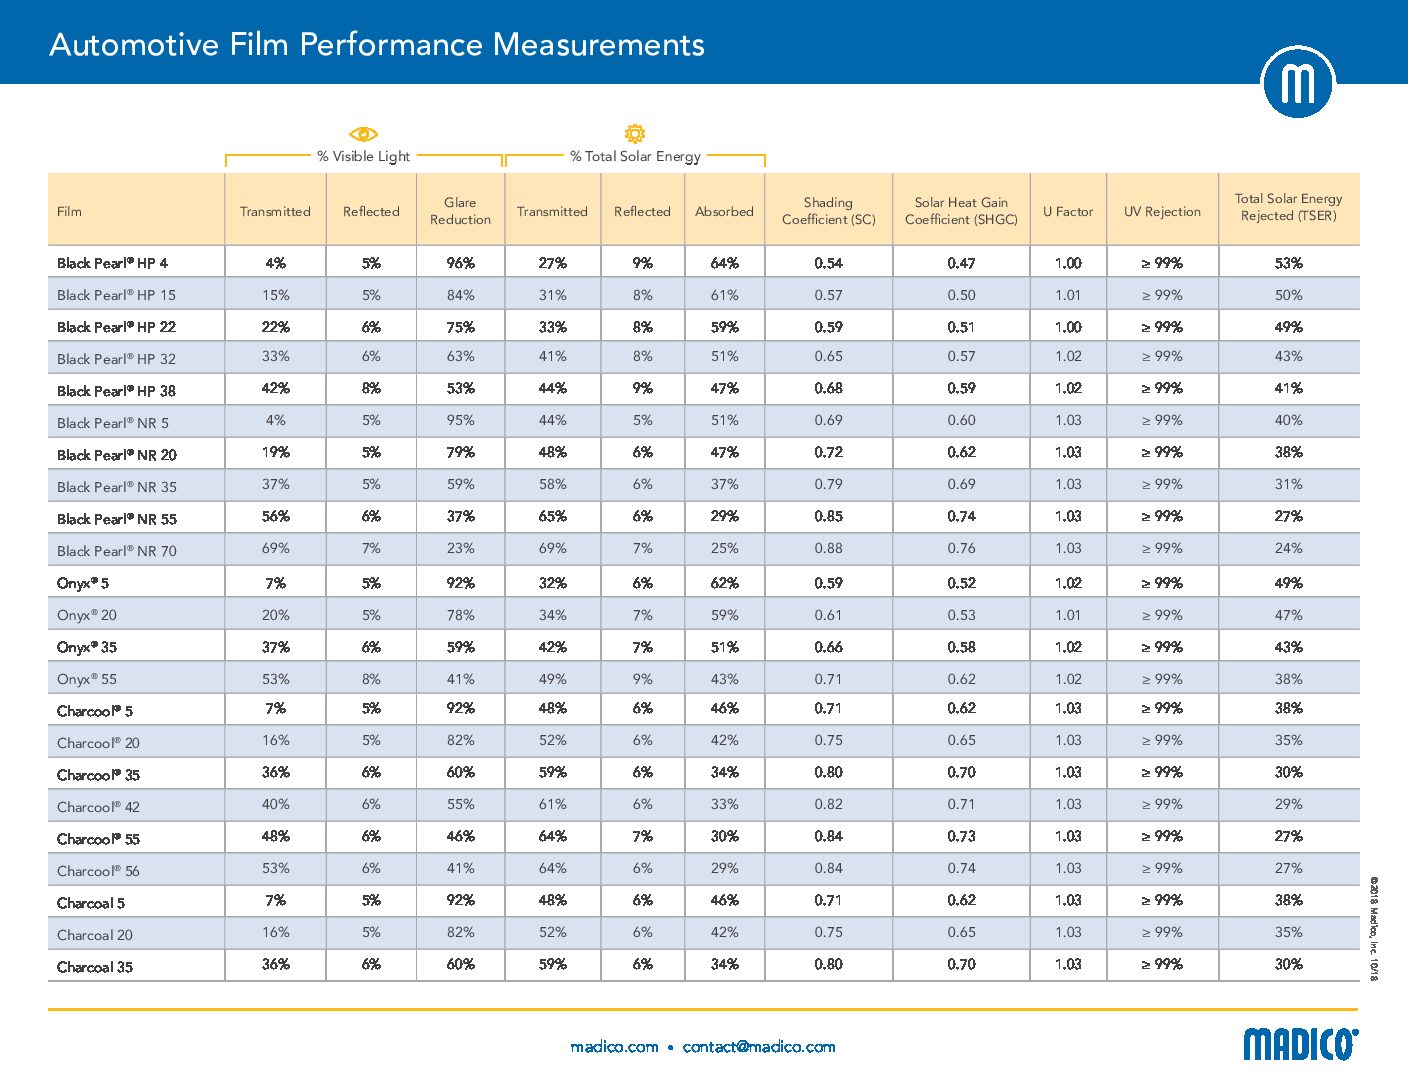 Automotive Film Performance Measurements
% Visible Light % Total Solar Energy
Film Transmitted Reflected Glare Reduction Transmitted Reflected Absorbed Shading Coefficient (SC) Solar Heat Gain Coefficient (SHGC) U Factor UV Rejection Total Solar Energy Rejected (TSER)
Black Pearl® HP 4 4% 5% 96% 27% 9% 64% 0.54 0.47 1.00 ≥ 99% 53%
Black Pearl® HP 15 15% 5% 84% 31% 8% 61% 0.57 0.50 1.01 ≥ 99% 50%
Black Pearl® HP 22 22% 6% 75% 33% 8% 59% 0.59 0.51 1.00 ≥ 99% 49%
Black Pearl® HP 32 33% 6% 63% 41% 8% 51% 0.65 0.57 1.02 ≥ 99% 43%
Black Pearl® HP 38 42% 8% 53% 44% 9% 47% 0.68 0.59 1.02 ≥ 99% 41%
Black Pearl® NR 5 4% 5% 95% 44% 5% 51% 0.69 0.60 1.03 ≥ 99% 40%
Black Pearl® NR 20 19% 5% 79% 48% 6% 47% 0.72 0.62 1.03 ≥ 99% 38%
Black Pearl® NR 35 37% 5% 59% 58% 6% 37% 0.79 0.69 1.03 ≥ 99% 31%
Black Pearl® NR 55 56% 6% 37% 65% 6% 29% 0.85 0.74 1.03 ≥ 99% 27%
Black Pearl® NR 70 69% 7% 23% 69% 7% 25% 0.88 0.76 1.03 ≥ 99% 24%
Onyx® 5 7% 5% 92% 32% 6% 62% 0.59 0.52 1.02 ≥ 99% 49%
Onyx® 20 20% 5% 78% 34% 7% 59% 0.61 0.53 1.01 ≥ 99% 47%
Onyx® 35 37% 6% 59% 42% 7% 51% 0.66 0.58 1.02 ≥ 99% 43%
Onyx® 55 53% 8% 41% 49% 9% 43% 0.71 0.62 1.02 ≥ 99% 38%
Charcool® 5 7% 5% 92% 48% 6% 46% 0.71 0.62 1.03 ≥ 99% 38%
Charcool® 20 16% 5% 82% 52% 6% 42% 0.75 0.65 1.03 ≥ 99% 35%
Charcool® 35 36% 6% 60% 59% 6% 34% 0.80 0.70 1.03 ≥ 99% 30%
Charcool® 42 40% 6% 55% 61% 6% 33% 0.82 0.71 1.03 ≥ 99% 29%
Charcool® 55 48% 6% 46% 64% 7% 30% 0.84 0.73 1.03 ≥ 99% 27%
Charcool® 56 53% 6% 41% 64% 6% 29% 0.84 0.74 1.03 ≥ 99% 27%
Charcoal 5 7% 5% 92% 48% 6% 46% 0.71 0.62 1.03 ≥ 99% 38%
Charcoal 20 16% 5% 82% 52% 6% 42% 0.75 0.65 1.03 ≥ 99% 35%
Charcoal 35 36% 6% 60% 59% 6% 34% 0.80 0.70 1.03 ≥ 99% 30%
©2018 Madico, Inc. 10/18
madico.com • contact@madico.com
MADICO®